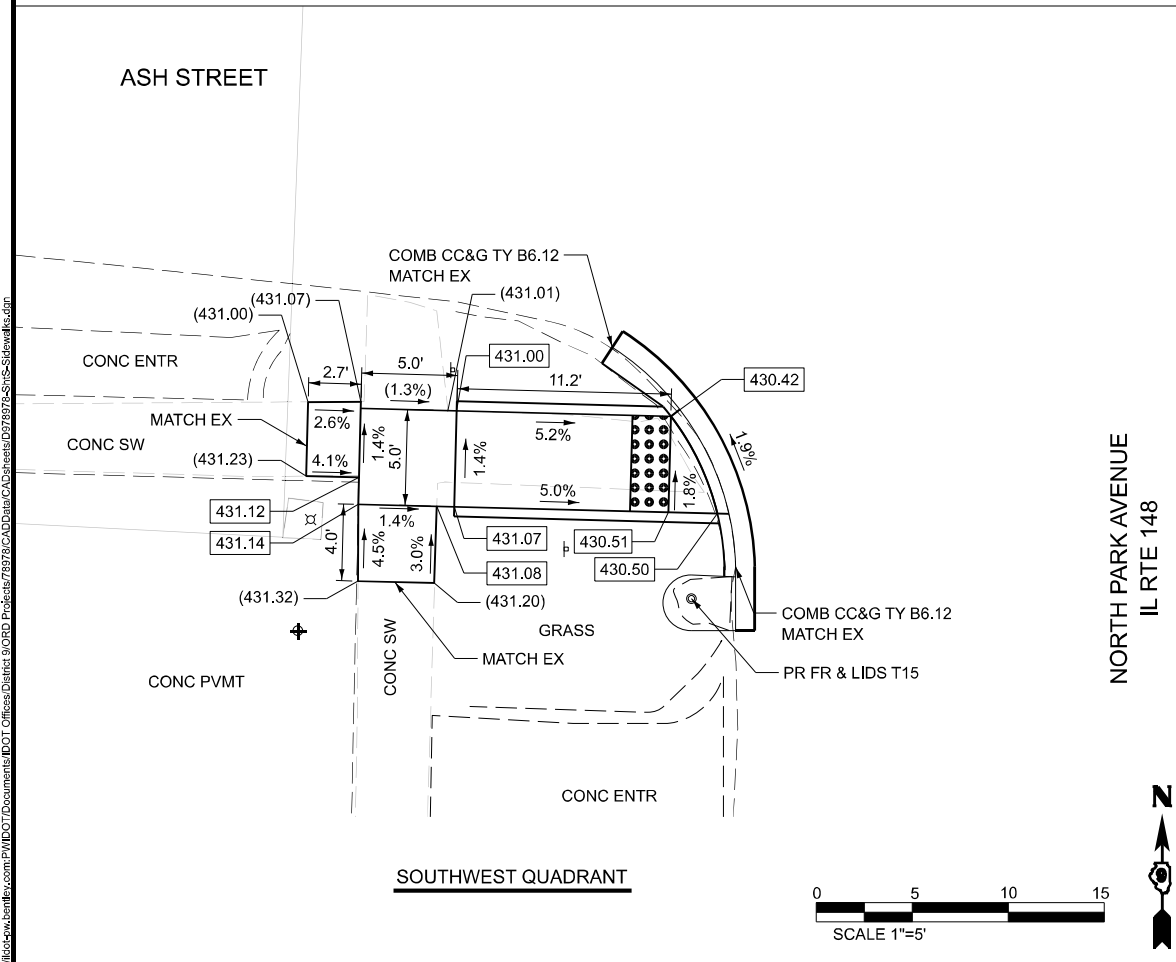 ASH STREET
COMB CC&G TY B6.12
MATCH EX
(431.07)
(431.01)
(431.00)
CONC ENTR
2.7'
5.0'
431.00
11.2'
430.42
(1.3%)
MATCH EX
2.6%
5.2%
1.9%
CONC SW
1.4%
5.0'
1.4%
(431.23)
4.1%
5.0%
1.8%
431.12
1.4%
431.14
4.0'
4.5%
3.0%
431.07
430.51
431.08
430.50
(431.32)
(431.20)
COMB CC&G TY B6.12
MATCH EX
GRASS
CONC SW
MATCH EX
PR FR & LIDS T15
CONC PVMT
NORTH PARK AVENUE
IL RTE 148
CONC ENTR
N
9
SOUTHWEST QUADRANT
0 5 10 15
SCALE 1"=5'